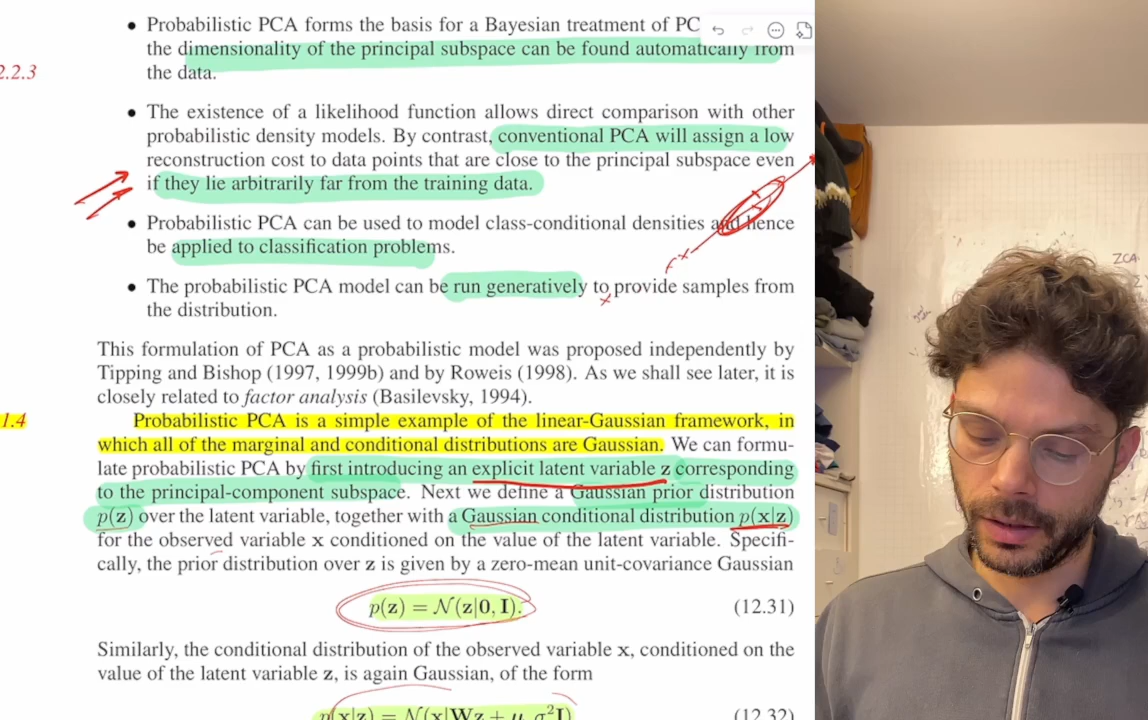 • Probabilistic PCA forms the basis for a Bayesian treatment of PC
the dimensionality of the principal subspace can be found automatically from
2.2.3
the data.
• The existence of a likelihood function allows direct comparison with other
probabilistic density models. By contrast, conventional PCA will assign a low
reconstruction cost to data points that are close to the principal subspace even
if they lie arbitrarily far from the training data.
• Probabilistic PCA can be used to model class-conditional densities and hence
be applied to classification problems.
• The probabilistic PCA model can be run generatively to provide samples from
the distribution.
This formulation of PCA as a probabilistic model was proposed independently by
Tipping and Bishop (1997, 1999b) and by Roweis (1998). As we shall see later, it is
closely related to factor analysis (Basilevsky, 1994).
1.4
Probabilistic PCA is a simple example of the linear-Gaussian framework, in
which all of the marginal and conditional distributions are Gaussian. We can formu-
late probabilistic PCA by first introducing an explicit latent variable z corresponding
to the principal-component subspace. Next we define a Gaussian prior distribution
p(z) over the latent variable, together with a Gaussian conditional distribution p(x|z)
for the observed variable x conditioned on the value of the latent variable. Specifi-
cally, the prior distribution over z is given by a zero-mean unit-covariance Gaussian
p(z) = N(z|0, I). (12.31)
Similarly, the conditional distribution of the observed variable x, conditioned on the
value of the latent variable z, is again Gaussian, of the form
p(x|z) = N(x|Wz + μ, σ²I) (12.32)
ZCA